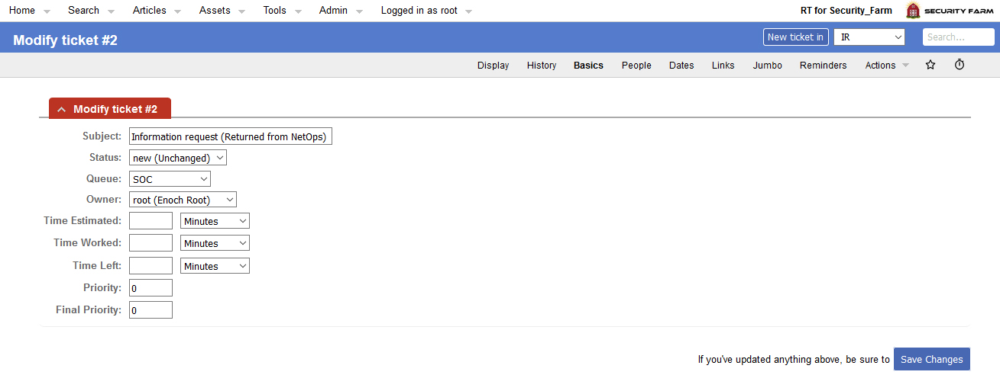 Home Search Articles Assets Tools Admin Logged in as root RT for Security_Farm SECURITY FARM
Modify ticket #2 New ticket in IR Search...
Display History Basics People Dates Links Jumbo Reminders Actions
Modify ticket #2
Subject: Information request (Returned from NetOps)
Status: new (Unchanged)
Queue: SOC
Owner: root (Enoch Root)
Time Estimated: Minutes
Time Worked: Minutes
Time Left: Minutes
Priority: 0
Final Priority: 0
If you've updated anything above, be sure to Save Changes